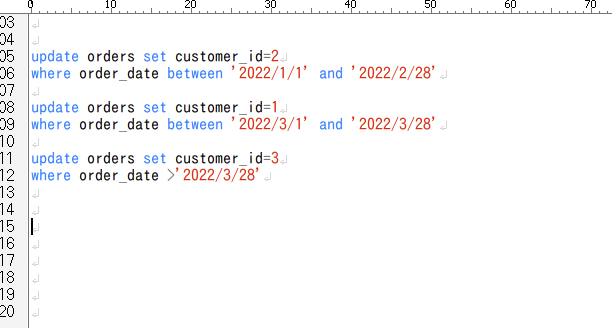 0 10 20 30 40 50 60 70
03
04
05 update orders set customer_id=2
06 where order_date between '2022/1/1' and '2022/2/28'
07
08 update orders set customer_id=1
09 where order_date between '2022/3/1' and '2022/3/28'
10
11 update orders set customer_id=3
12 where order_date >'2022/3/28'
13
14
15
16
17
18
19
20